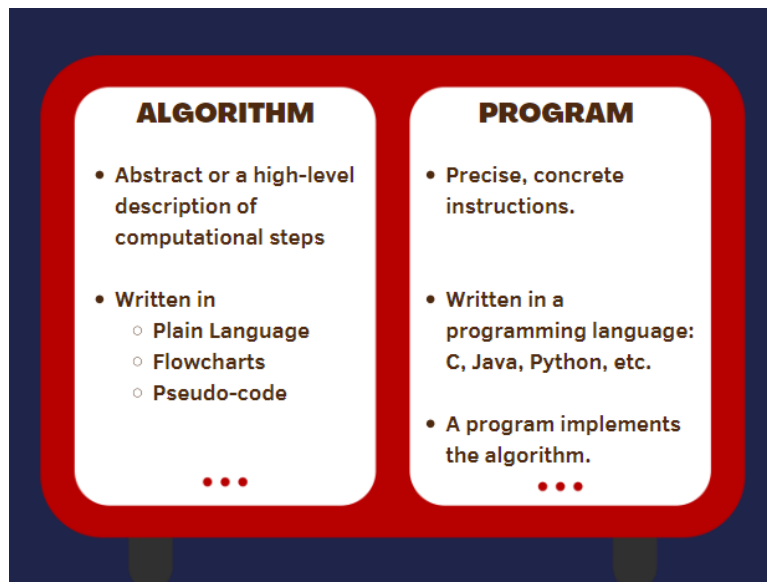 ALGORITHM
• Abstract or a high-level
description of
computational steps
• Written in
○ Plain Language
○ Flowcharts
○ Pseudo-code
PROGRAM
• Precise, concrete
instructions.
• Written in a
programming language:
C, Java, Python, etc.
• A program implements
the algorithm.